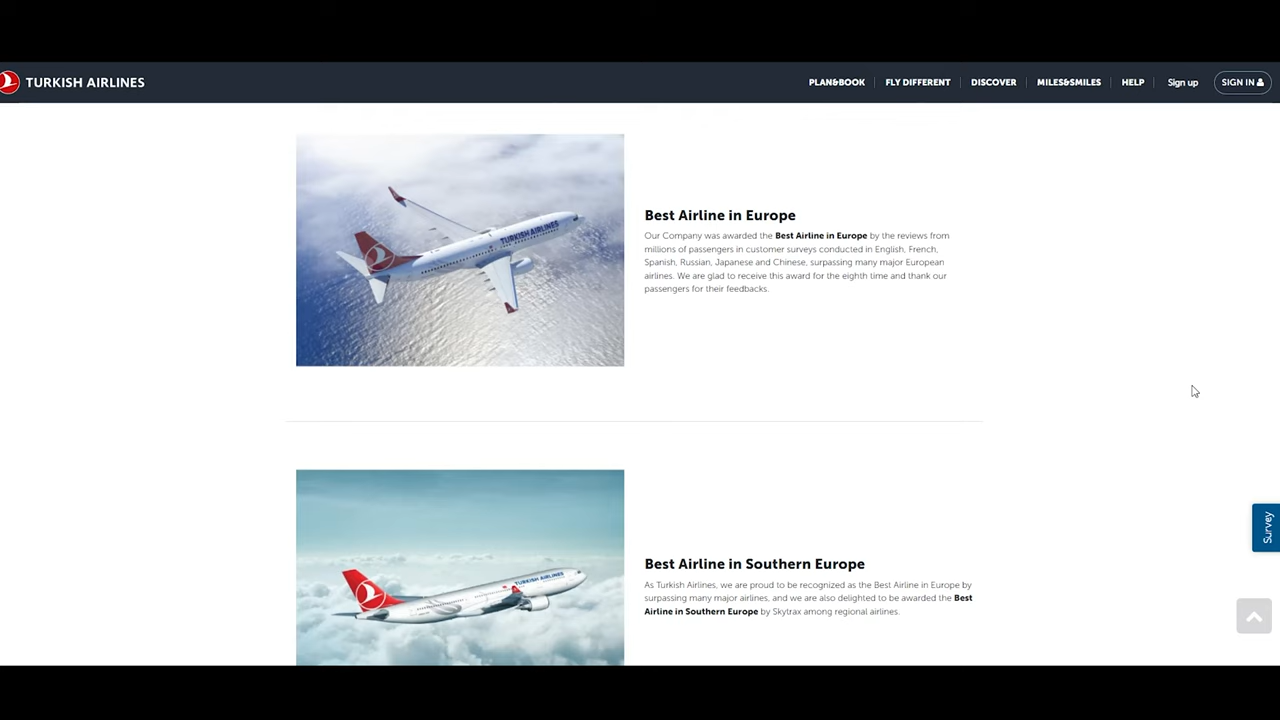 TURKISH AIRLINES
PLAN&BOOK
FLY DIFFERENT
DISCOVER
MILES&SMILES
HELP
Sign up
SIGN IN
TURKISH AIRLINES
Best Airline in Europe
Our Company was awarded the Best Airline in Europe by the reviews from
millions of passengers in customer surveys conducted in English, French,
Spanish, Russian, Japanese and Chinese, surpassing many major European
airlines. We are glad to receive this award for the eighth time and thank our
passengers for their feedbacks.
TURKISH AIRLINES
Best Airline in Southern Europe
As Turkish Airlines, we are proud to be recognized as the Best Airline in Europe by
surpassing many major airlines, and we are also delighted to be awarded the Best
Airline in Southern Europe by Skytrax among regional airlines.
Survey